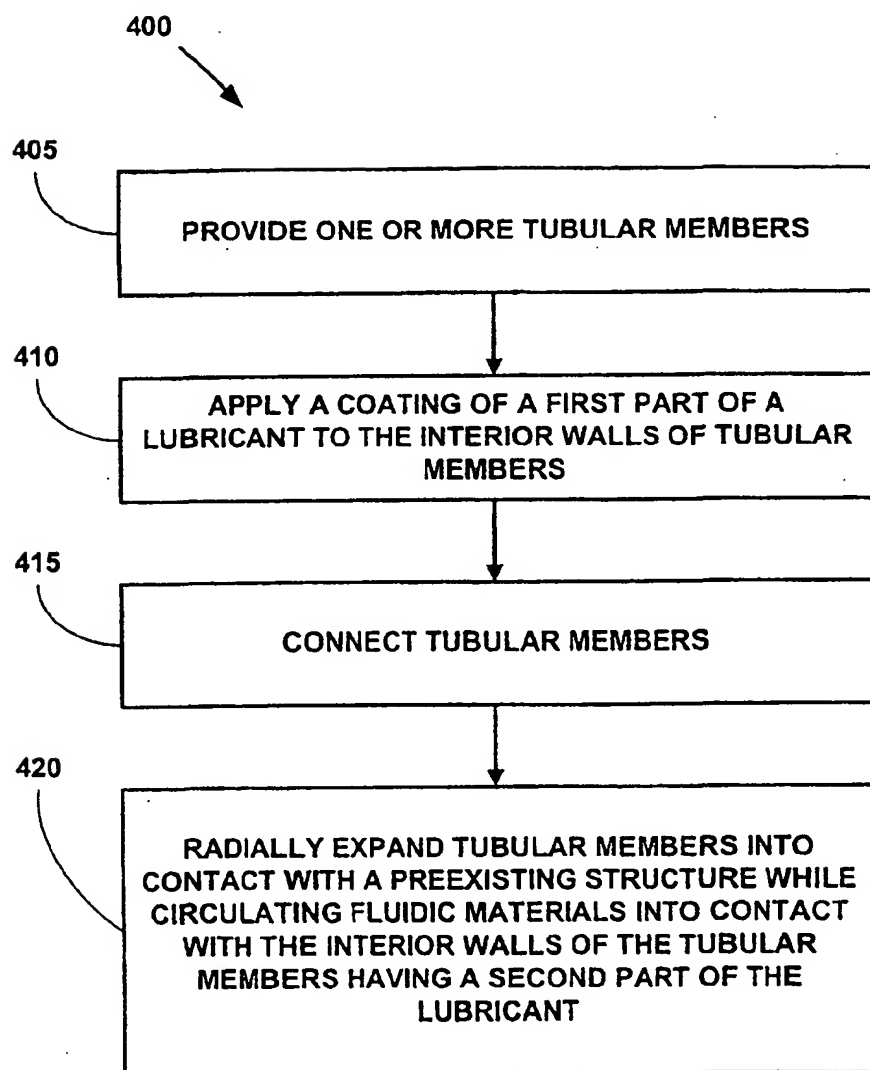 400
405
PROVIDE ONE OR MORE TUBULAR MEMBERS
410
APPLY A COATING OF A FIRST PART OF A
LUBRICANT TO THE INTERIOR WALLS OF TUBULAR
MEMBERS
415
CONNECT TUBULAR MEMBERS
420
RADIALLY EXPAND TUBULAR MEMBERS INTO
CONTACT WITH A PREEXISTING STRUCTURE WHILE
CIRCULATING FLUIDIC MATERIALS INTO CONTACT
WITH THE INTERIOR WALLS OF THE TUBULAR
MEMBERS HAVING A SECOND PART OF THE
LUBRICANT